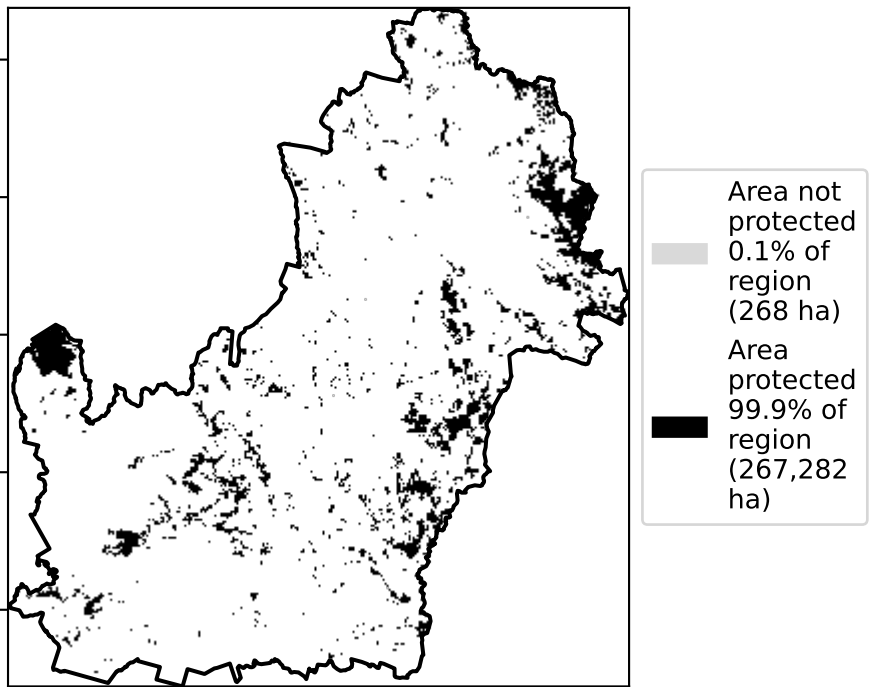 Area not
protected
0.1% of
region
(268 ha)
Area
protected
99.9% of
region
(267,282
ha)